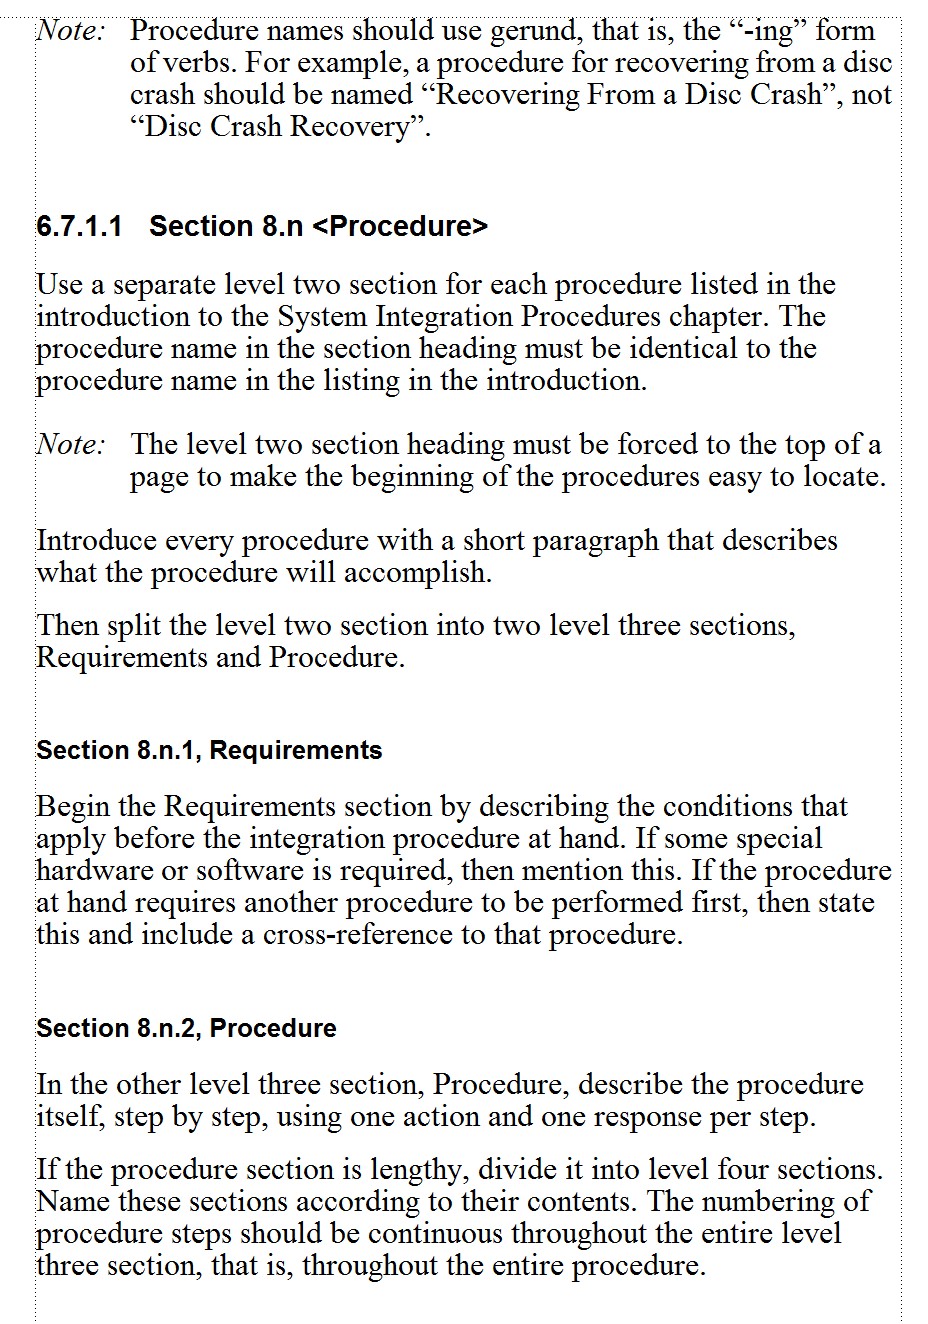 Note: Procedure names should use gerund, that is, the “-ing” form
of verbs. For example, a procedure for recovering from a disc
crash should be named “Recovering From a Disc Crash”, not
“Disc Crash Recovery”.
6.7.1.1 Section 8.n <Procedure>
Use a separate level two section for each procedure listed in the
introduction to the System Integration Procedures chapter. The
procedure name in the section heading must be identical to the
procedure name in the listing in the introduction.
Note: The level two section heading must be forced to the top of a
page to make the beginning of the procedures easy to locate.
Introduce every procedure with a short paragraph that describes
what the procedure will accomplish.
Then split the level two section into two level three sections,
Requirements and Procedure.
Section 8.n.1, Requirements
Begin the Requirements section by describing the conditions that
apply before the integration procedure at hand. If some special
hardware or software is required, then mention this. If the procedure
at hand requires another procedure to be performed first, then state
this and include a cross-reference to that procedure.
Section 8.n.2, Procedure
In the other level three section, Procedure, describe the procedure
itself, step by step, using one action and one response per step.
If the procedure section is lengthy, divide it into level four sections.
Name these sections according to their contents. The numbering of
procedure steps should be continuous throughout the entire level
three section, that is, throughout the entire procedure.